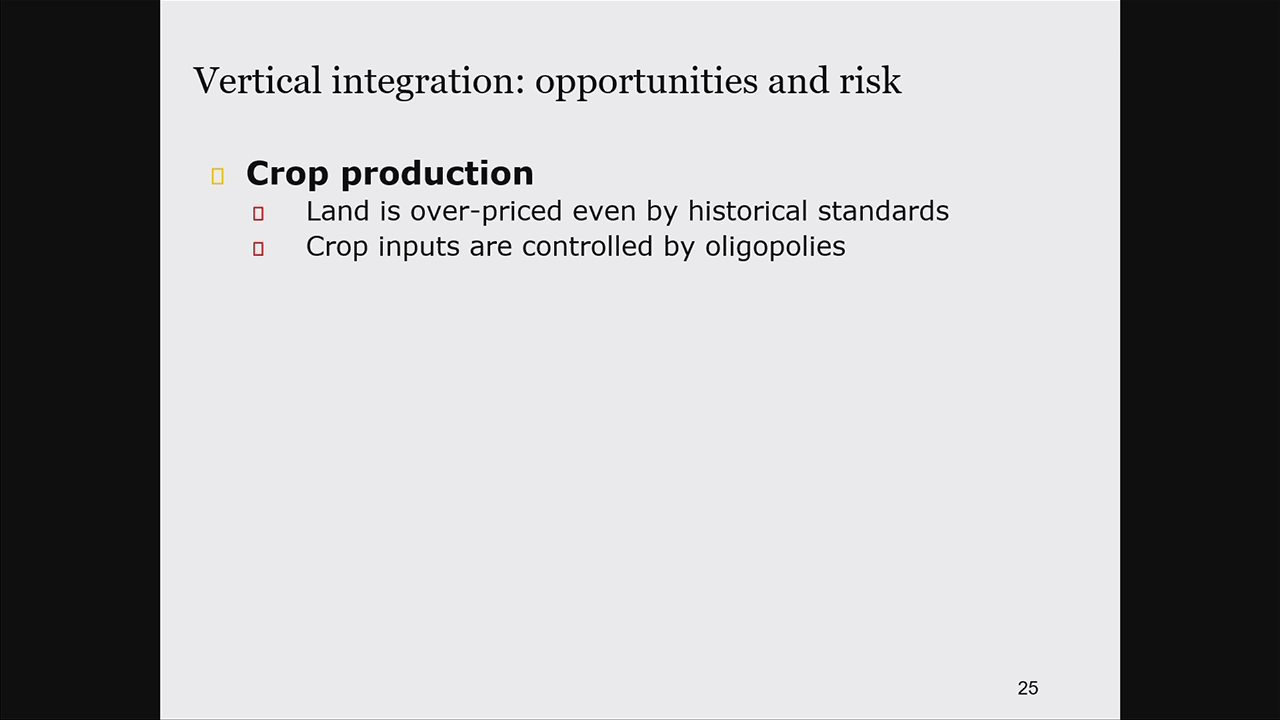 Vertical integration: opportunities and risk
Crop production
Land is over-priced even by historical standards
Crop inputs are controlled by oligopolies
25